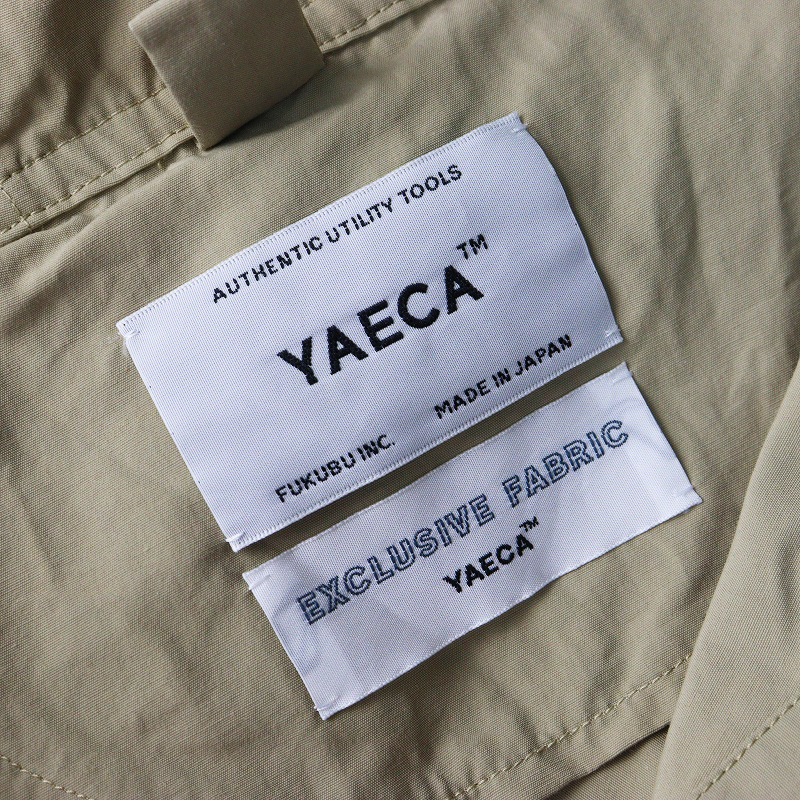 AUTHENTIC UTILITY TOOLS
YAECA™
FUKUBU INC. MADE IN JAPAN
EXCLUSIVE FABRIC
YAECA™